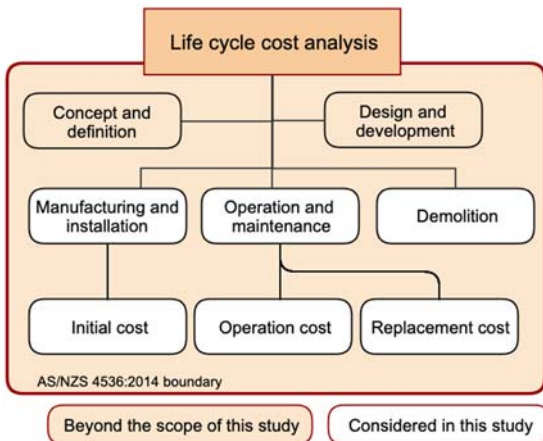 Life cycle cost analysis
Concept and
definition
Design and
development
Manufacturing and
installation
Operation and
maintenance
Demolition
Initial cost
Operation cost
Replacement cost
AS/NZS 4536:2014 boundary
Beyond the scope of this study
Considered in this study